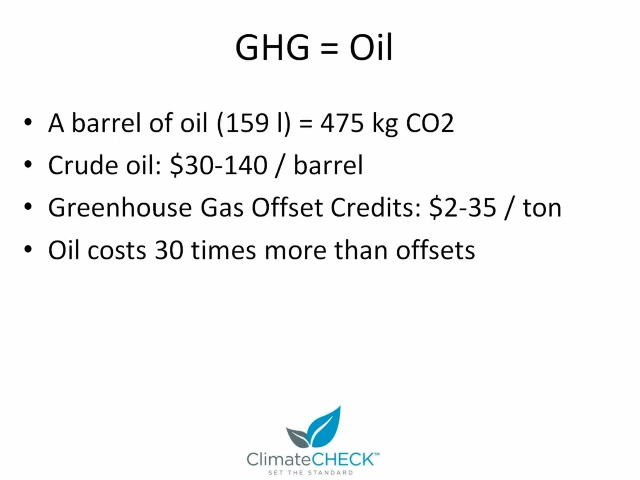 GHG = Oil
• A barrel of oil (159 l) = 475 kg CO2
• Crude oil: $30-140 / barrel
• Greenhouse Gas Offset Credits: $2-35 / ton
• Oil costs 30 times more than offsets
ClimateCHECK™
SET THE STANDARD